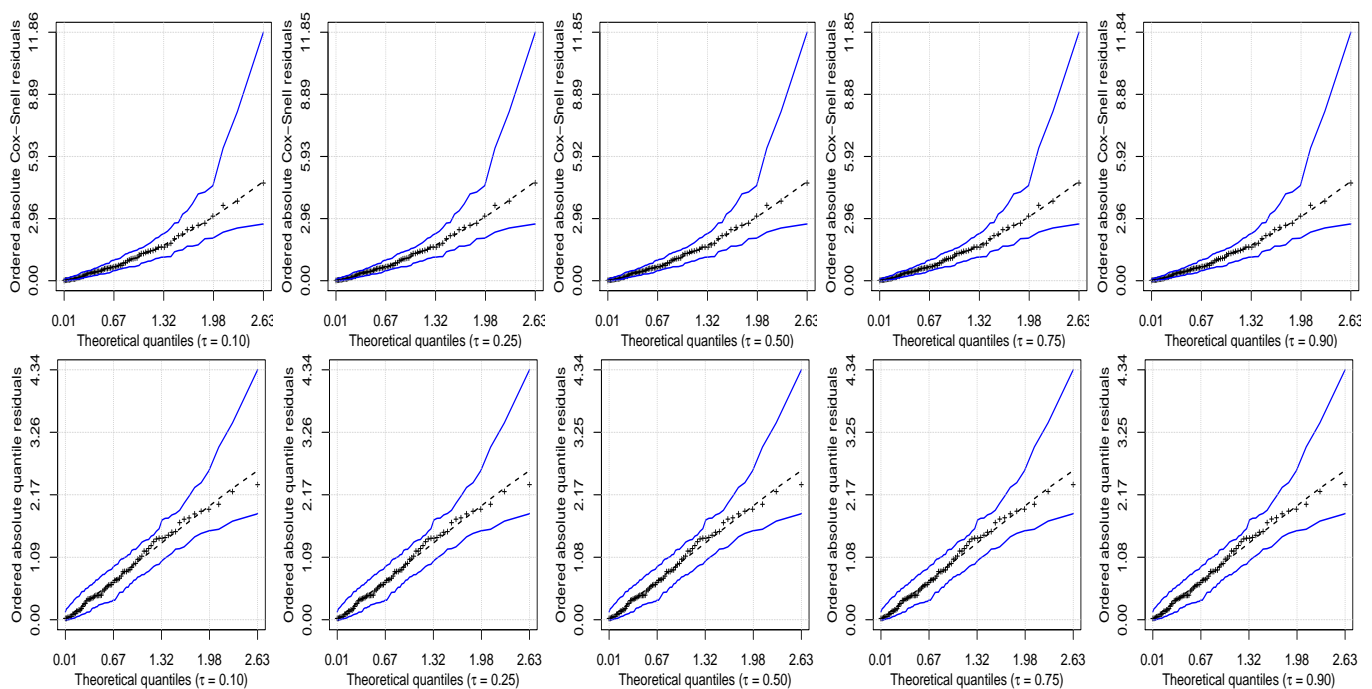 Ordered absolute Cox−Snell residuals
0.00 2.96 5.93 8.89 11.86
0.01 0.67 1.32 1.98 2.63
Theoretical quantiles (τ = 0.10)
Ordered absolute Cox−Snell residuals
0.00 2.96 5.92 8.89 11.85
0.01 0.67 1.32 1.98 2.63
Theoretical quantiles (τ = 0.25)
Ordered absolute Cox−Snell residuals
0.00 2.96 5.92 8.89 11.85
0.01 0.67 1.32 1.98 2.63
Theoretical quantiles (τ = 0.50)
Ordered absolute Cox−Snell residuals
0.00 2.96 5.92 8.89 11.85
0.01 0.67 1.32 1.98 2.63
Theoretical quantiles (τ = 0.75)
Ordered absolute Cox−Snell residuals
0.00 2.96 5.92 8.88 11.84
0.01 0.67 1.32 1.98 2.63
Theoretical quantiles (τ = 0.90)
Ordered absolute quantile residuals
0.00 1.09 2.17 3.26 4.34
0.01 0.67 1.32 1.98 2.63
Theoretical quantiles (τ = 0.10)
Ordered absolute quantile residuals
0.00 1.09 2.17 3.26 4.34
0.01 0.67 1.32 1.98 2.63
Theoretical quantiles (τ = 0.25)
Ordered absolute quantile residuals
0.00 1.08 2.17 3.25 4.34
0.01 0.67 1.32 1.98 2.63
Theoretical quantiles (τ = 0.50)
Ordered absolute quantile residuals
0.00 1.08 2.17 3.25 4.34
0.01 0.67 1.32 1.98 2.63
Theoretical quantiles (τ = 0.75)
Ordered absolute quantile residuals
0.00 1.08 2.17 3.25 4.34
0.01 0.67 1.32 1.98 2.63
Theoretical quantiles (τ = 0.90)